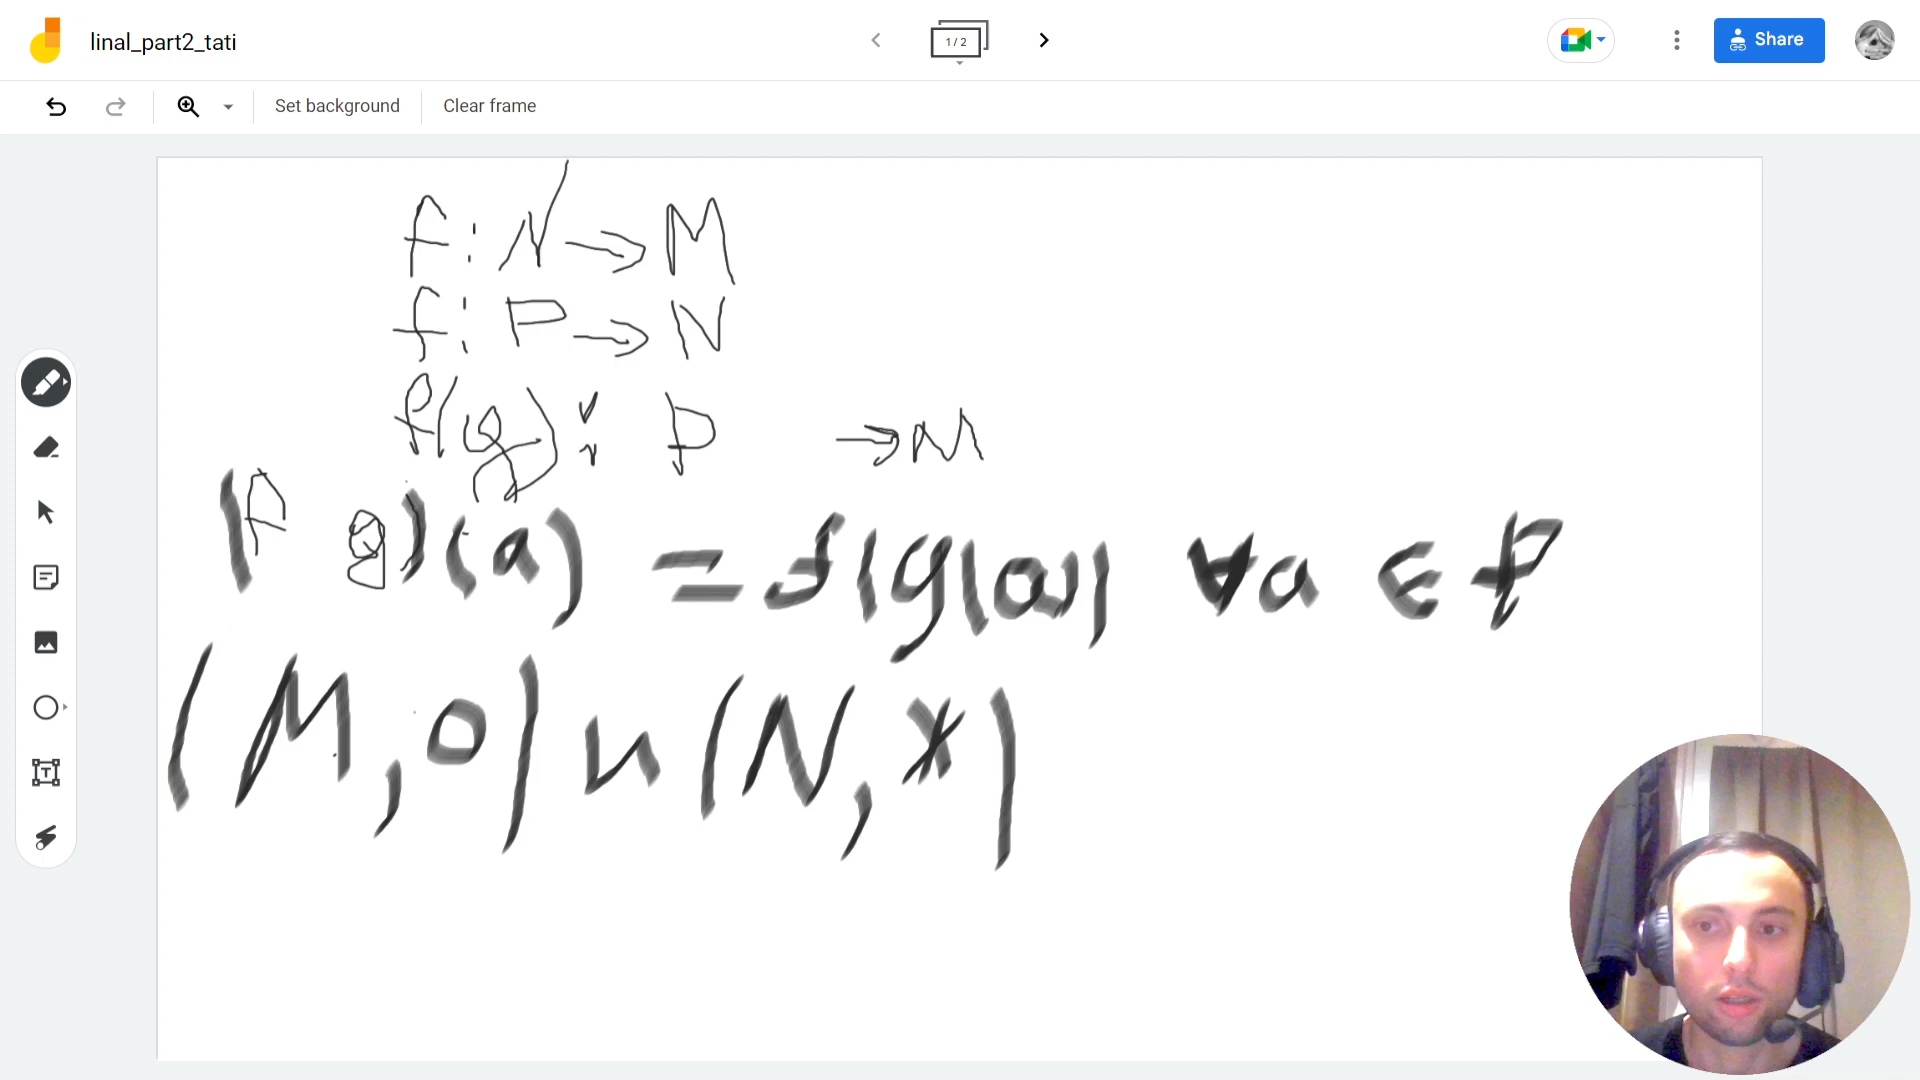 linal_part2_tati
1 / 2
Share
Set background
Clear frame
f: N → M
f: P → N
f(g): P → M
(f g)(a) = f(g(a)) ∀a ∈ P
(M, o) и (N, *)